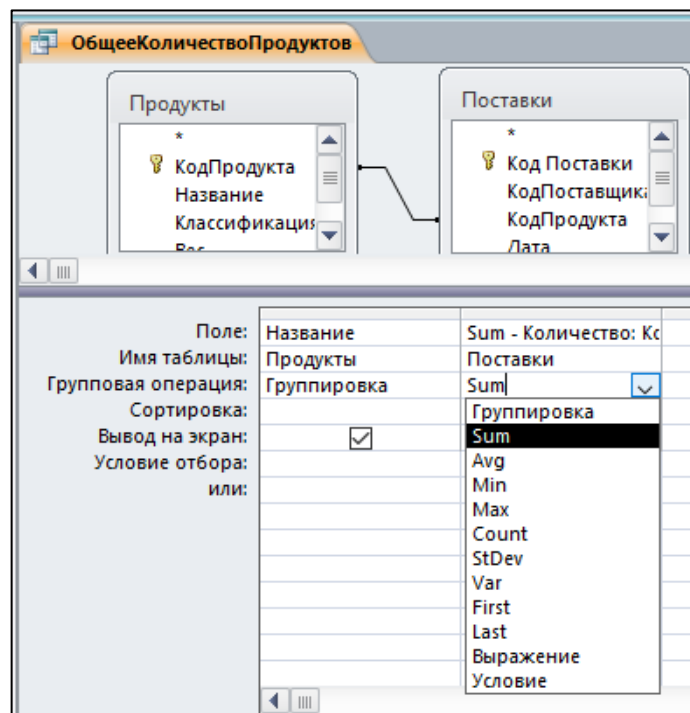 ОбщееКоличествоПродуктов
Продукты
*
КодПродукта
Название
Классификация
Вес
Поставки
*
Код Поставки
КодПоставщика
КодПродукта
Дата
Поле: Название Sum - Количество: Ко
Имя таблицы: Продукты Поставки
Групповая операция: Группировка Sum
Сортировка:
Вывод на экран:
Условие отбора:
или:
Группировка
Sum
Avg
Min
Max
Count
StDev
Var
First
Last
Выражение
Условие